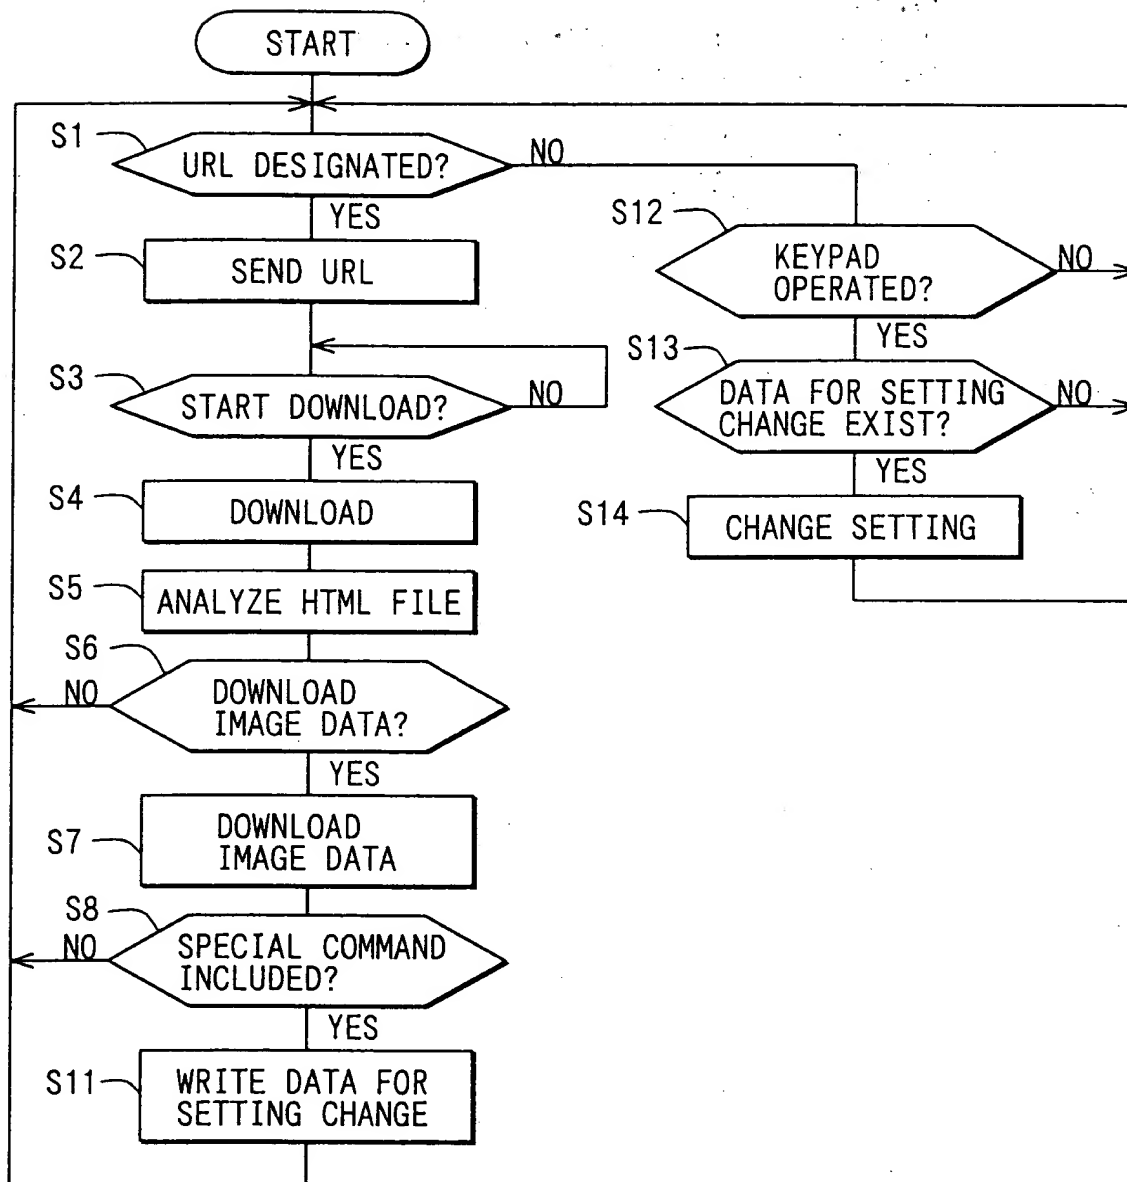 START
S1
URL DESIGNATED?
NO
YES
S2
SEND URL
S3
START DOWNLOAD?
NO
YES
S4
DOWNLOAD
S5
ANALYZE HTML FILE
S6
NO
DOWNLOAD
IMAGE DATA?
YES
S7
DOWNLOAD
IMAGE DATA
S8
NO
SPECIAL COMMAND
INCLUDED?
YES
S11
WRITE DATA FOR
SETTING CHANGE
S12
KEYPAD
OPERATED?
NO
YES
S13
DATA FOR SETTING
CHANGE EXIST?
NO
YES
S14
CHANGE SETTING